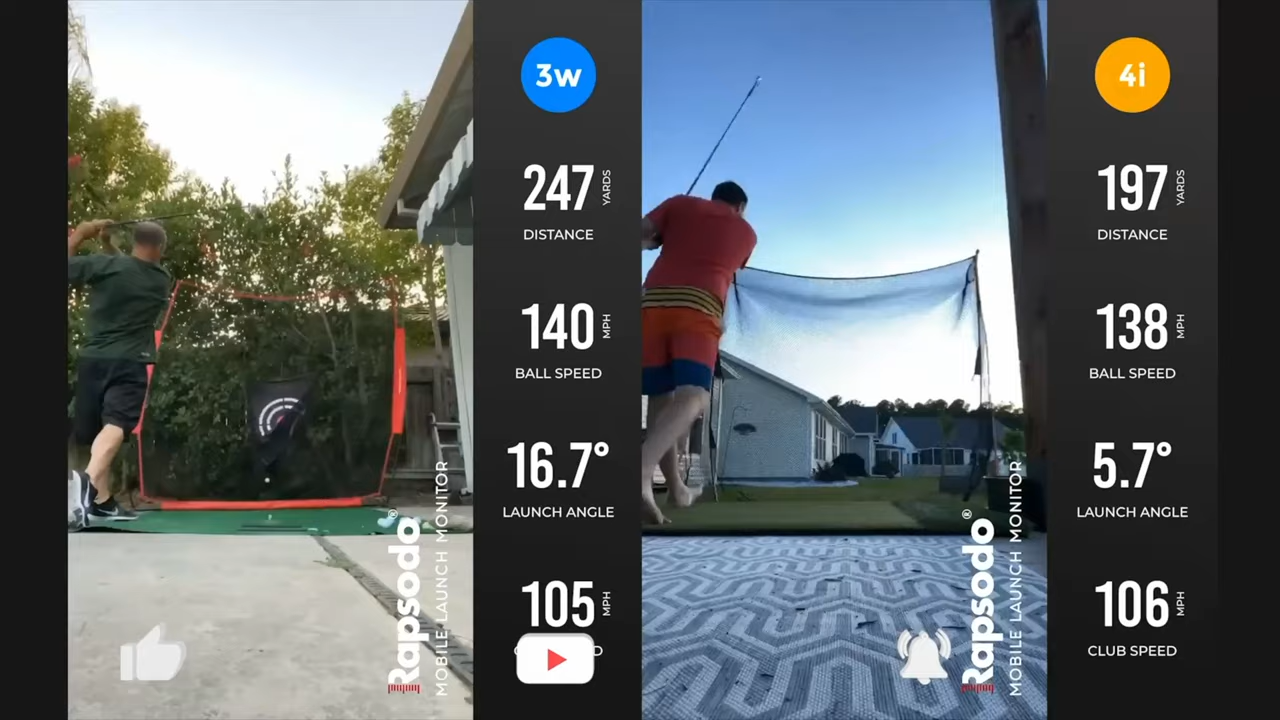 3w
247 YARDS
DISTANCE
140 MPH
BALL SPEED
16.7°
LAUNCH ANGLE
105 MPH
Rapsodo®
MOBILE LAUNCH MONITOR
4i
197 YARDS
DISTANCE
138 MPH
BALL SPEED
5.7°
LAUNCH ANGLE
106 MPH
CLUB SPEED
Rapsodo®
MOBILE LAUNCH MONITOR